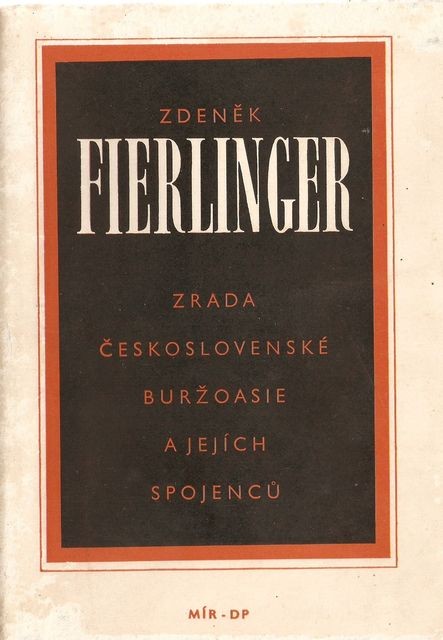 ZDENĚK
FIERLINGER
ZRADA
ČESKOSLOVENSKÉ
BURŽOASIE
A JEJÍCH
SPOJENCŮ
MÍR - DP